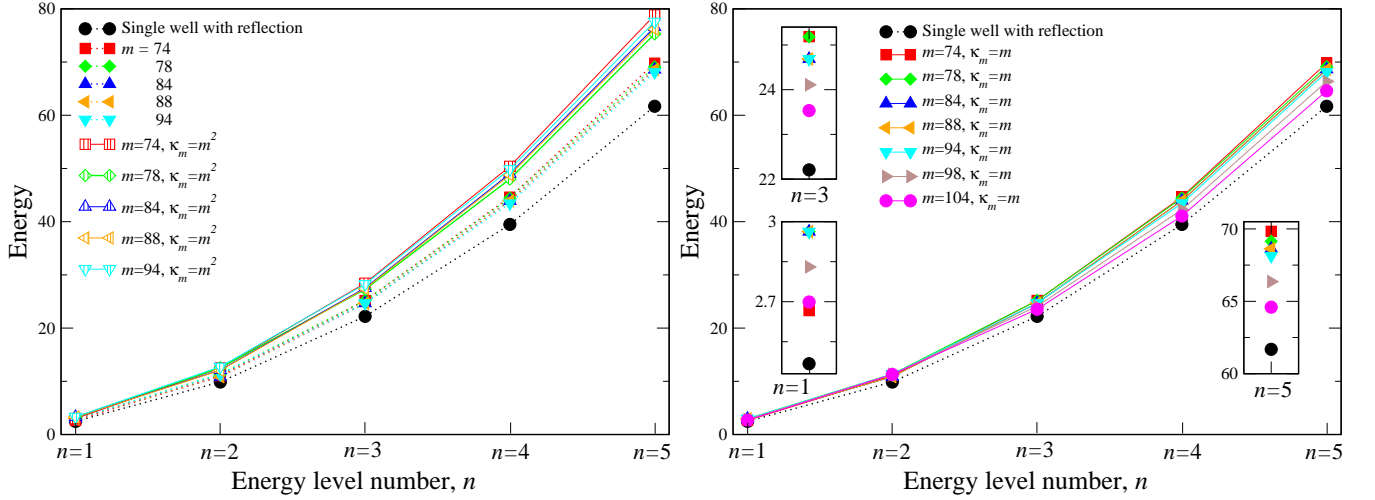 80
60
40
20
0
Energy
Single well with reflection
m = 74
78
84
88
94
m=74, κm=m²
m=78, κm=m²
m=84, κm=m²
m=88, κm=m²
m=94, κm=m²
n=1 n=2 n=3 n=4 n=5
Energy level number, n
80
60
40
20
0
Energy
Single well with reflection
m=74, κm=m
m=78, κm=m
m=84, κm=m
m=88, κm=m
m=94, κm=m
m=98, κm=m
m=104, κm=m
24
22
n=3
3
2.7
n=1
70
65
60
n=5
n=1 n=2 n=3 n=4 n=5
Energy level number, n